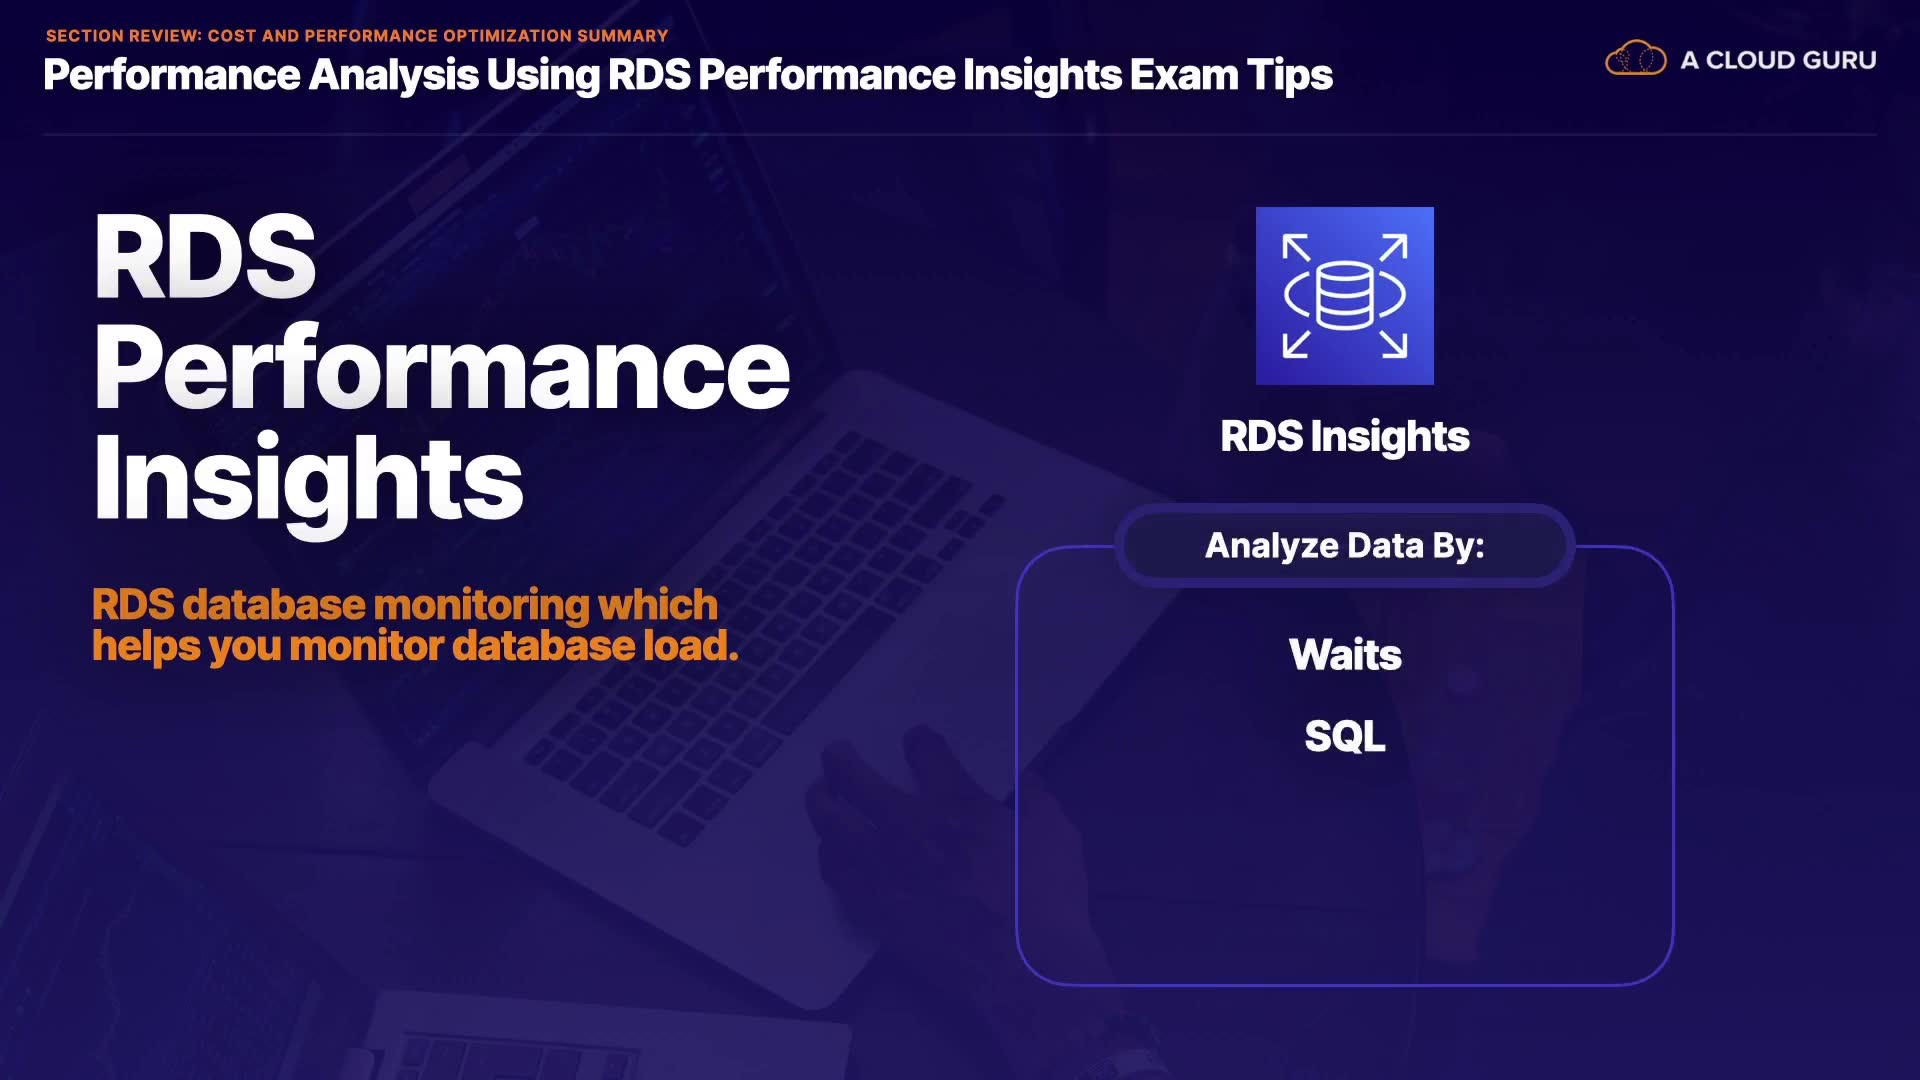 SECTION REVIEW: COST AND PERFORMANCE OPTIMIZATION SUMMARY
Performance Analysis Using RDS Performance Insights Exam Tips
A CLOUD GURU
RDS
Performance
Insights
RDS database monitoring which
helps you monitor database load.
RDS Insights
Analyze Data By:
Waits
SQL